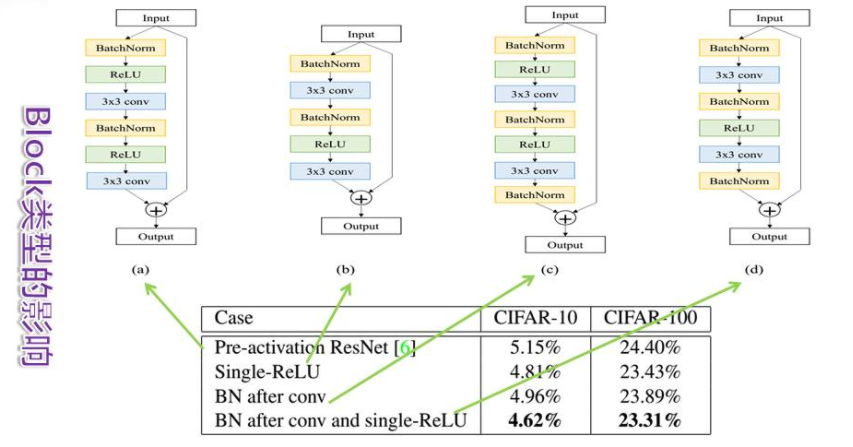 Block类型的影响
Input
BatchNorm
ReLU
3x3 conv
BatchNorm
ReLU
3x3 conv
+
Output
(a)
Input
BatchNorm
3x3 conv
BatchNorm
ReLU
3x3 conv
+
Output
(b)
Input
BatchNorm
ReLU
3x3 conv
BatchNorm
ReLU
3x3 conv
BatchNorm
+
Output
(c)
Input
BatchNorm
3x3 conv
BatchNorm
ReLU
3x3 conv
BatchNorm
+
Output
(d)
Case CIFAR-10 CIFAR-100
Pre-activation ResNet [6] 5.15% 24.40%
Single-ReLU 4.81% 23.43%
BN after conv 4.96% 23.89%
BN after conv and single-ReLU 4.62% 23.31%